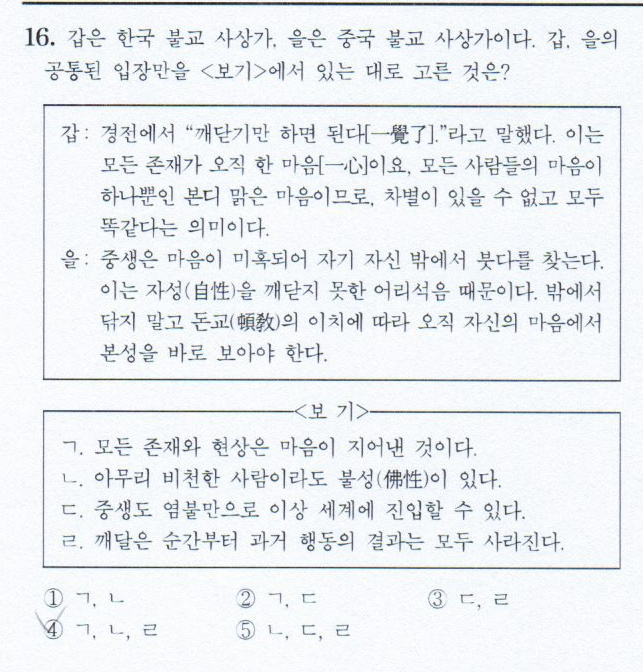 16. 갑은 한국 불교 사상가, 을은 중국 불교 사상가이다. 갑, 을의
공통된 입장만을 <보기>에서 있는 대로 고른 것은?
갑: 경전에서 “깨닫기만 하면 된다[一覺了].”라고 말했다. 이는
모든 존재가 오직 한 마음[一心]이요, 모든 사람들의 마음이
하나뿐인 본디 맑은 마음이므로, 차별이 있을 수 없고 모두
똑같다는 의미이다.
을: 중생은 마음이 미혹되어 자기 자신 밖에서 붓다를 찾는다.
이는 자성(自性)을 깨닫지 못한 어리석음 때문이다. 밖에서
닦지 말고 돈교(頓敎)의 이치에 따라 오직 자신의 마음에서
본성을 바로 보아야 한다.
<보 기>
ㄱ. 모든 존재와 현상은 마음이 지어낸 것이다.
ㄴ. 아무리 비천한 사람이라도 불성(佛性)이 있다.
ㄷ. 중생도 염불만으로 이상 세계에 진입할 수 있다.
ㄹ. 깨달은 순간부터 과거 행동의 결과는 모두 사라진다.
① ㄱ, ㄴ ② ㄱ, ㄷ ③ ㄷ, ㄹ
④ ㄱ, ㄴ, ㄹ ⑤ ㄴ, ㄷ, ㄹ